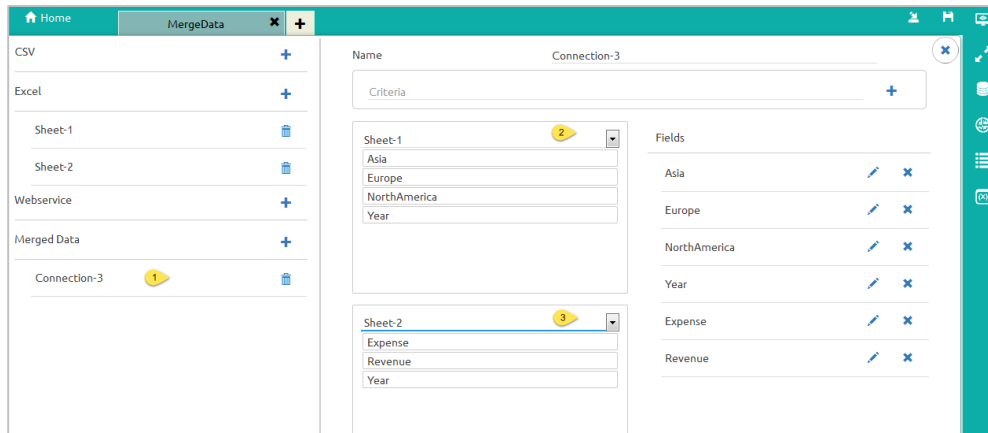 Home
MergeData
CSV
Excel
Sheet-1
Sheet-2
Webservice
Merged Data
Connection-3
1
Name
Connection-3
Criteria
Sheet-1
2
Asia
Europe
NorthAmerica
Year
Sheet-2
3
Expense
Revenue
Year
Fields
Asia
Europe
NorthAmerica
Year
Expense
Revenue